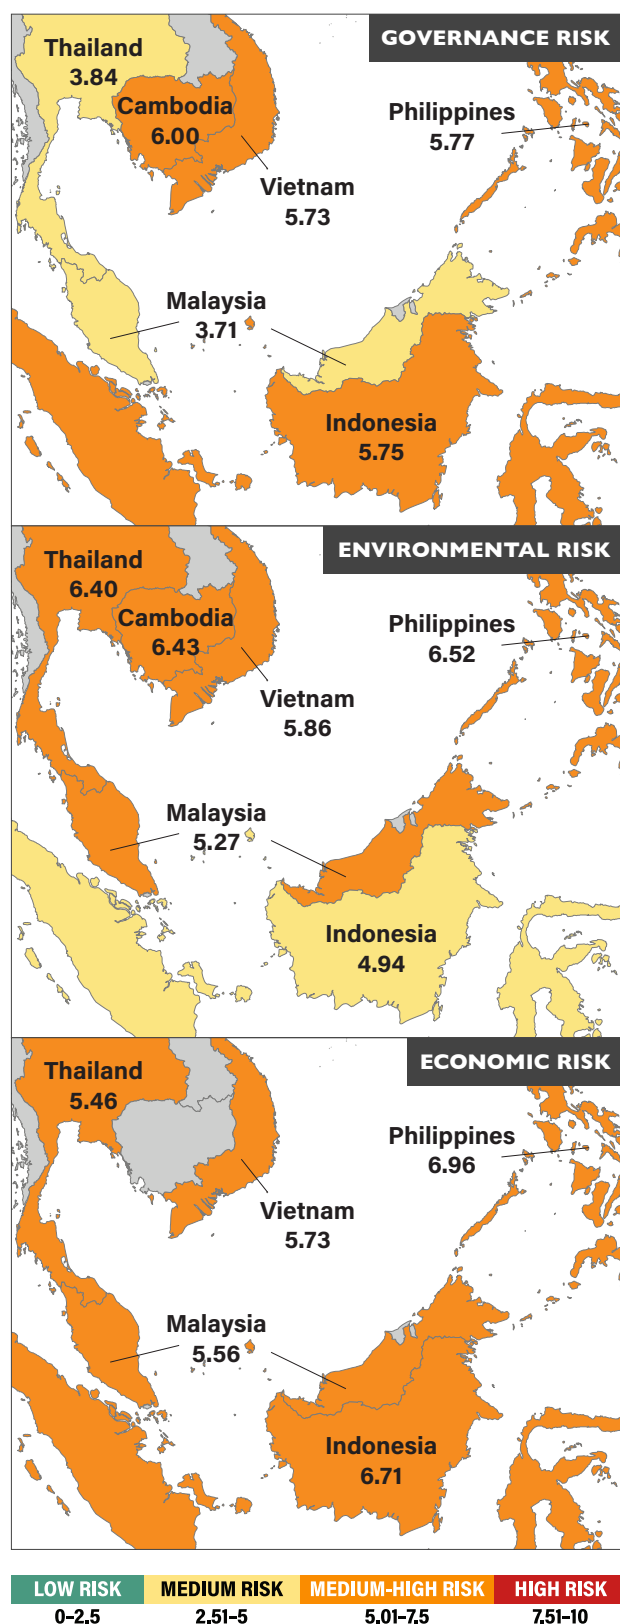 GOVERNANCE RISK
Thailand
3.84
Cambodia
6.00
Philippines
5.77
Vietnam
5.73
Malaysia
3.71
Indonesia
5.75
ENVIRONMENTAL RISK
Thailand
6.40
Cambodia
6.43
Philippines
6.52
Vietnam
5.86
Malaysia
5.27
Indonesia
4.94
ECONOMIC RISK
Thailand
5.46
Philippines
6.96
Vietnam
5.73
Malaysia
5.56
Indonesia
6.71
LOW RISK MEDIUM RISK MEDIUM-HIGH RISK HIGH RISK
0–2.5 2.51–5 5.01–7.5 7.51–10